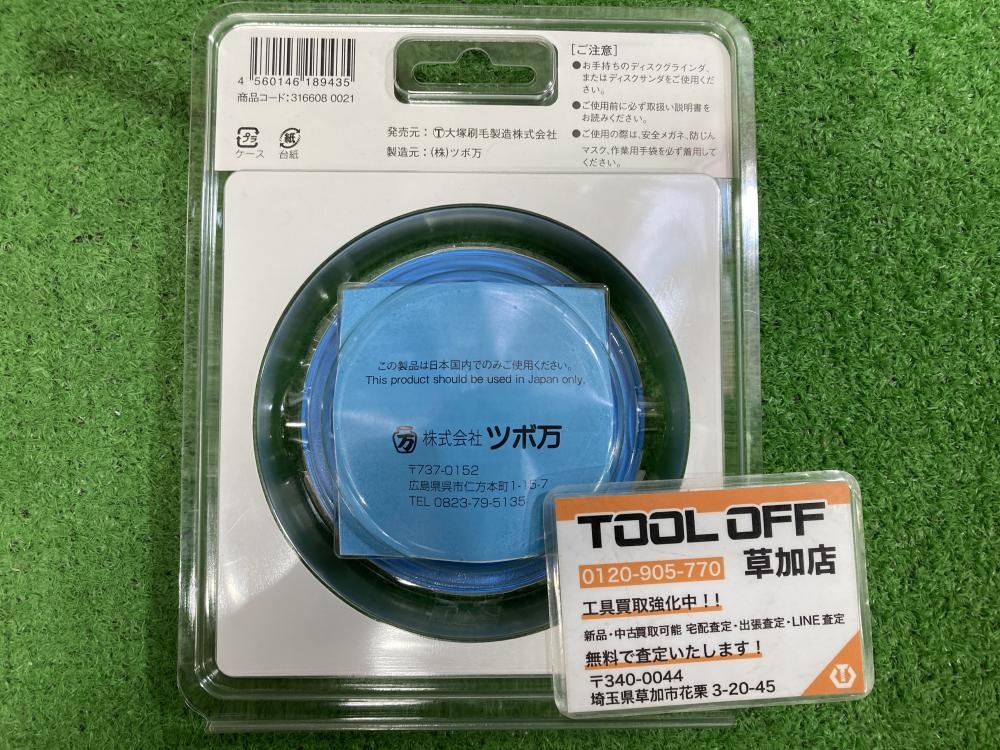 4 560146 189435
商品コード:316608 0021
プラ
ケース
紙
台紙
発売元:Ⓣ大塚刷毛製造株式会社
製造元:(株)ツボ万
[ご注意]
●お手持ちのディスクグラインダ、
またはディスクサンダをご使用くだ
さい。
●ご使用前に必ず取扱い説明書を
お読みください。
●ご使用の際は、安全メガネ、防じん
マスク、作業用手袋を必ず着用して
ください。
この製品は日本国内でのみご使用ください。
This product should be used in Japan only.
万 株式会社 ツボ万
〒737-0152
広島県呉市仁方本町1-15-7
TEL 0823-79-5135
TOOL OFF
0120-905-770 草加店
工具買取強化中!!
新品・中古買取可能 宅配査定・出張査定・LINE査定
無料で査定いたします!
〒340-0044
埼玉県草加市花栗3-20-45
T